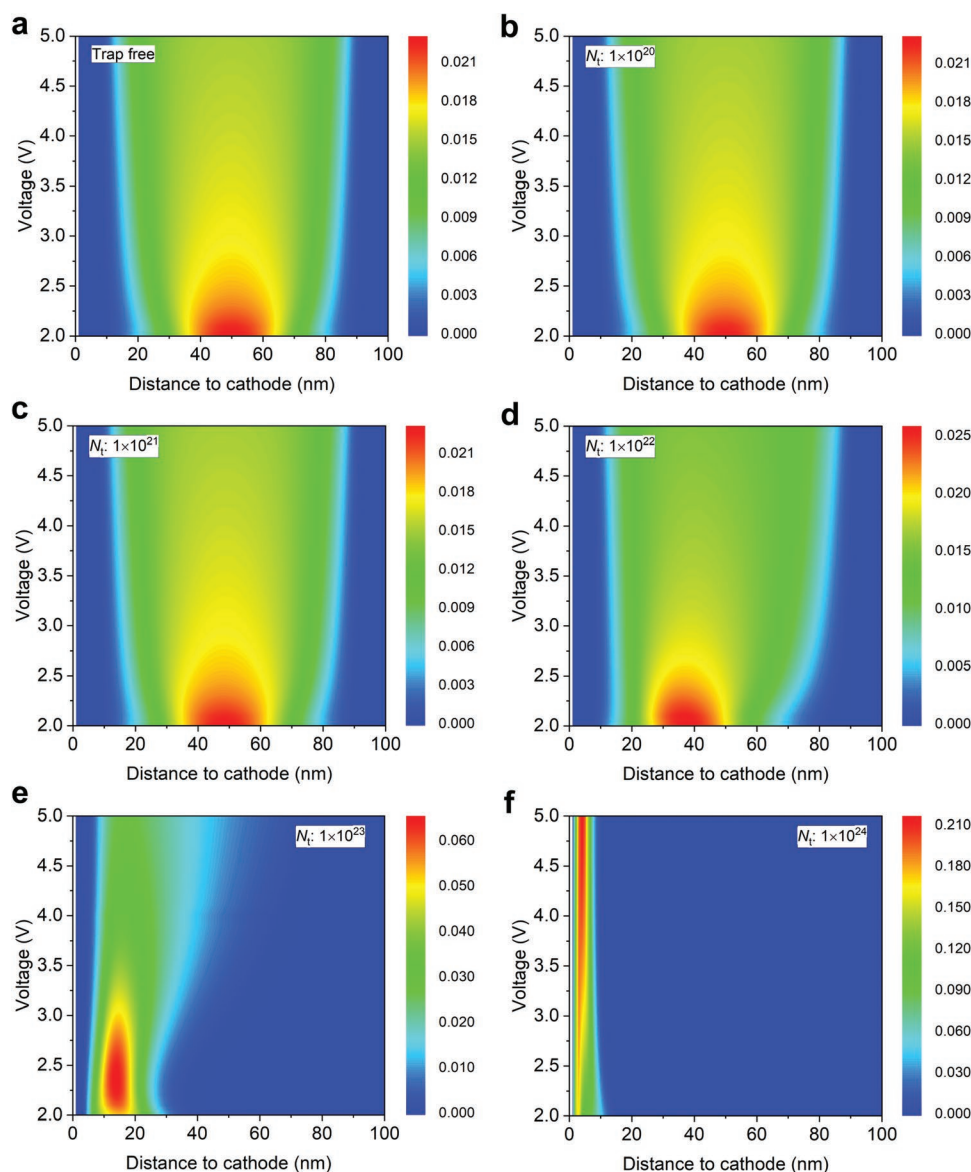 a
Trap free
5.0
4.5
4.0
3.5
3.0
2.5
2.0
Voltage (V)
0 20 40 60 80 100
Distance to cathode (nm)
0.021
0.018
0.015
0.012
0.009
0.006
0.003
0.000
b
Nt: 1×10²⁰
5.0
4.5
4.0
3.5
3.0
2.5
2.0
Voltage (V)
0 20 40 60 80 100
Distance to cathode (nm)
0.021
0.018
0.015
0.012
0.009
0.006
0.003
0.000
c
Nt: 1×10²¹
5.0
4.5
4.0
3.5
3.0
2.5
2.0
Voltage (V)
0 20 40 60 80 100
Distance to cathode (nm)
0.021
0.018
0.015
0.012
0.009
0.006
0.003
0.000
d
Nt: 1×10²²
5.0
4.5
4.0
3.5
3.0
2.5
2.0
Voltage (V)
0 20 40 60 80 100
Distance to cathode (nm)
0.025
0.020
0.015
0.010
0.005
0.000
e
Nt: 1×10²³
5.0
4.5
4.0
3.5
3.0
2.5
2.0
Voltage (V)
0 20 40 60 80 100
Distance to cathode (nm)
0.060
0.050
0.040
0.030
0.020
0.010
0.000
f
Nt: 1×10²⁴
5.0
4.5
4.0
3.5
3.0
2.5
2.0
Voltage (V)
0 20 40 60 80 100
Distance to cathode (nm)
0.210
0.180
0.150
0.120
0.090
0.060
0.030
0.000